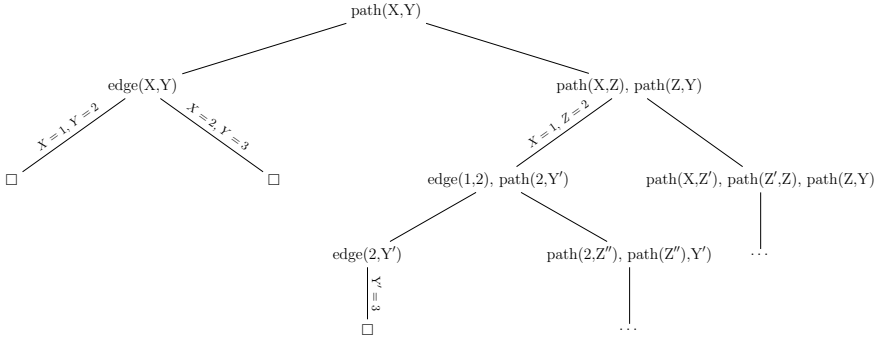 path(X,Y)
edge(X,Y)
path(X,Z), path(Z,Y)
X = 1, Y = 2
X = 2, Y = 3
X = 1, Z = 2
□
□
edge(1,2), path(2,Y′)
path(X,Z′), path(Z′,Z), path(Z,Y)
edge(2,Y′)
path(2,Z″), path(Z″),Y′)
...
Y′ = 3
□
...